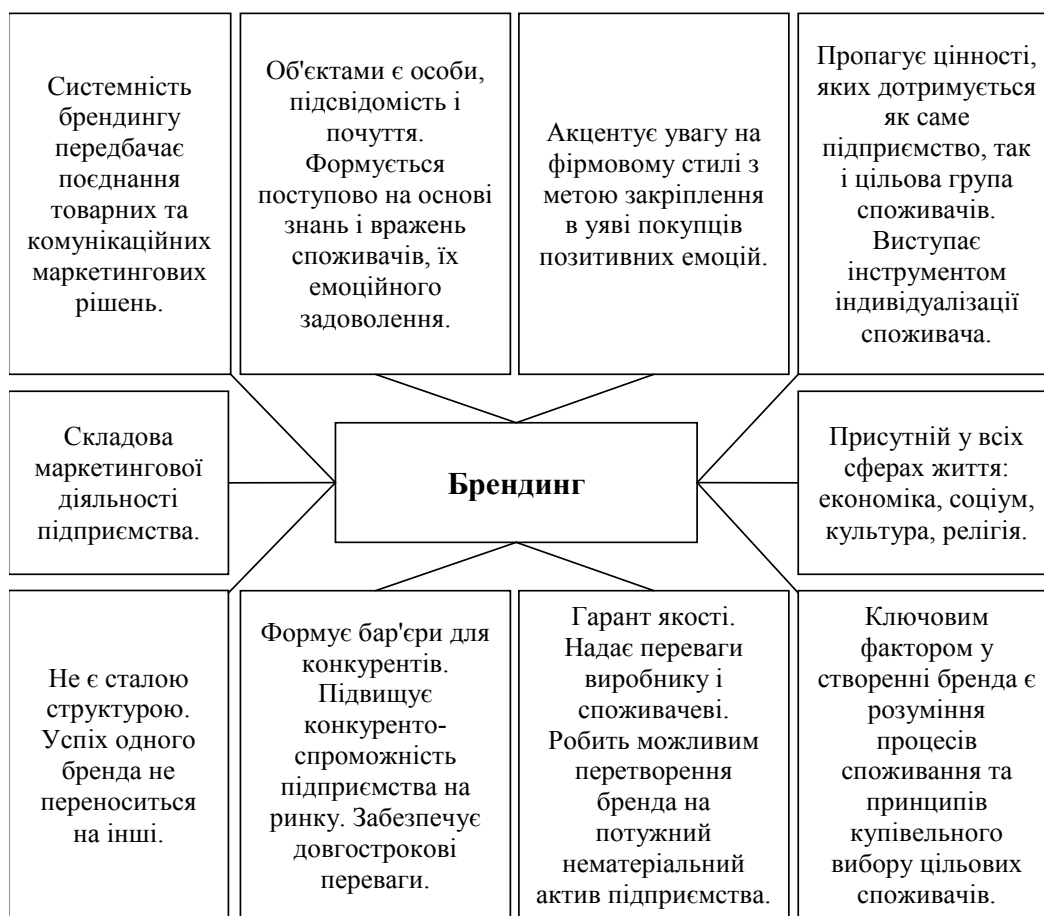 Системність
брендингу
передбачає
поєднання
товарних та
комунікаційних
маркетингових
рішень.
Об'єктами є особи,
підсвідомість і
почуття.
Формується
поступово на основі
знань і вражень
споживачів, їх
емоційного
задоволення.
Акцентує увагу на
фірмовому стилі з
метою закріплення
в уяві покупців
позитивних емоцій.
Пропагує цінності,
яких дотримується
як саме
підприємство, так
і цільова група
споживачів.
Виступає
інструментом
індивідуалізації
споживача.
Складова
маркетингової
діяльності
підприємства.
Брендинг
Присутній у всіх
сферах життя:
економіка, соціум,
культура, релігія.
Не є сталою
структурою.
Успіх одного
бренда не
переноситься
на інші.
Формує бар'єри для
конкурентів.
Підвищує
конкуренто-
спроможність
підприємства на
ринку. Забезпечує
довгострокові
переваги.
Гарант якості.
Надає переваги
виробнику і
споживачеві.
Робить можливим
перетворення
бренда на
потужний
нематеріальний
актив підприємства.
Ключовим
фактором у
створенні бренда є
розуміння
процесів
споживання та
принципів
купівельного
вибору цільових
споживачів.